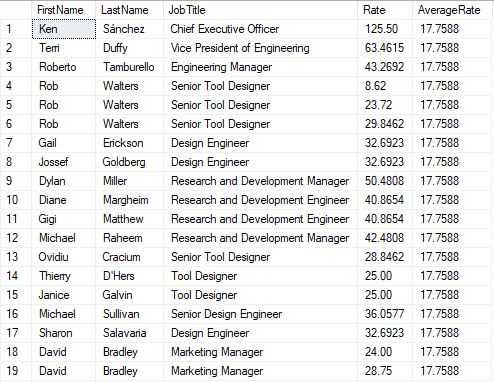 FirstName LastName JobTitle Rate AverageRate
1 Ken Sánchez Chief Executive Officer 125.50 17.7588
2 Terri Duffy Vice President of Engineering 63.4615 17.7588
3 Roberto Tamburello Engineering Manager 43.2692 17.7588
4 Rob Walters Senior Tool Designer 8.62 17.7588
5 Rob Walters Senior Tool Designer 23.72 17.7588
6 Rob Walters Senior Tool Designer 29.8462 17.7588
7 Gail Erickson Design Engineer 32.6923 17.7588
8 Jossef Goldberg Design Engineer 32.6923 17.7588
9 Dylan Miller Research and Development Manager 50.4808 17.7588
10 Diane Margheim Research and Development Engineer 40.8654 17.7588
11 Gigi Matthew Research and Development Engineer 40.8654 17.7588
12 Michael Raheem Research and Development Manager 42.4808 17.7588
13 Ovidiu Cracium Senior Tool Designer 28.8462 17.7588
14 Thierry D'Hers Tool Designer 25.00 17.7588
15 Janice Galvin Tool Designer 25.00 17.7588
16 Michael Sullivan Senior Design Engineer 36.0577 17.7588
17 Sharon Salavaria Design Engineer 32.6923 17.7588
18 David Bradley Marketing Manager 24.00 17.7588
19 David Bradley Marketing Manager 28.75 17.7588